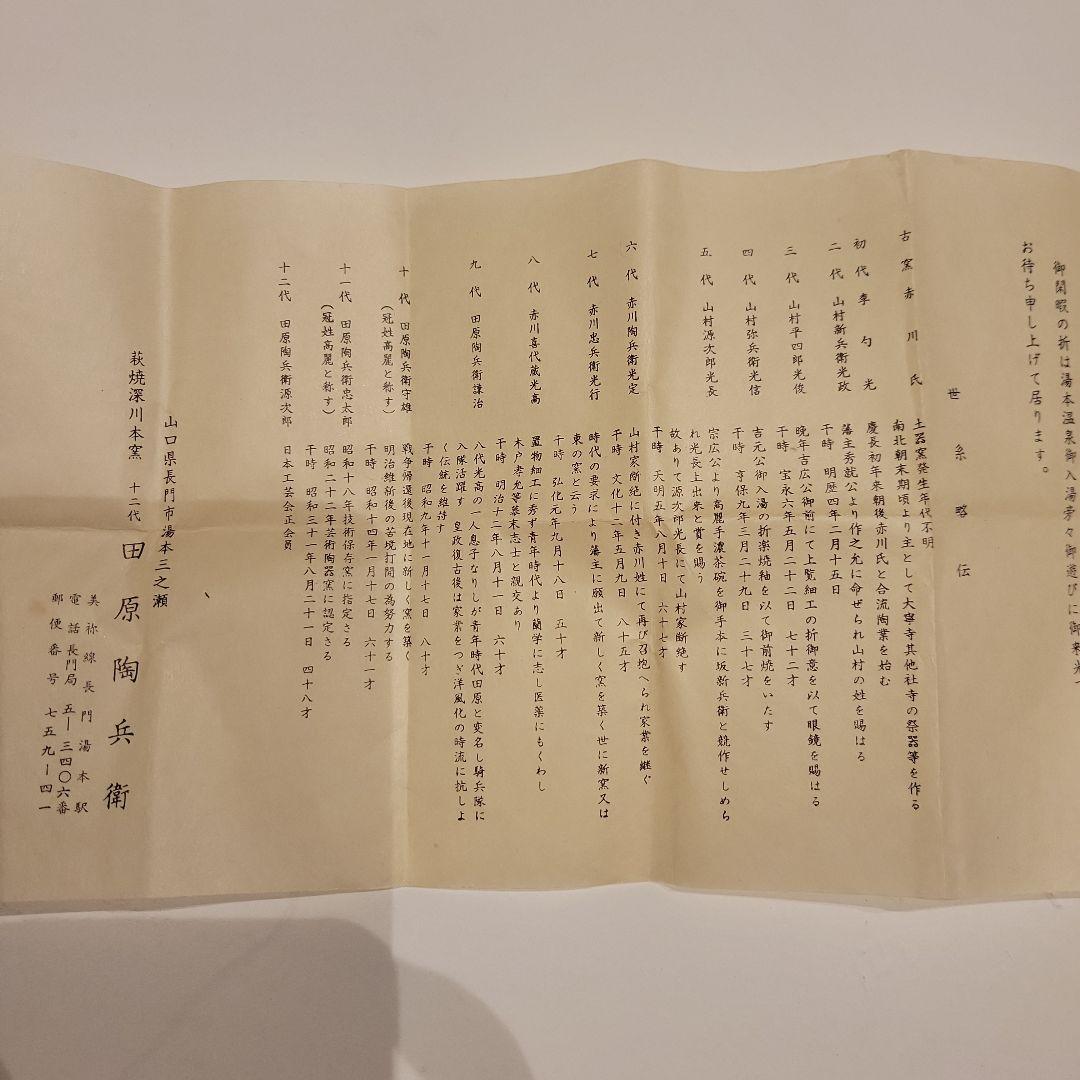 御閑暇の折は湯本温泉御入湯旁々御遊びに御来光
お待ち申し上げて居ります。
世系略伝
古窯赤川氏 土器窯発生年代不明
南北朝末期頃より主として大寧寺其他社寺の祭器等を作る
初代 李勺光 慶長初年来朝後赤川氏と合流陶業を始む
二代 山村新兵衛光政 藩主秀就公より作之允に命ぜられ山村の姓を賜はる
干時 明歴四年二月十五日
三代 山村平四郎光俊 晩年吉広公御前にて上覧細工の折御意を以て眼鏡を賜はる
干時 宝永六年五月二十二日 七十二才
四代 山村弥兵衛光信 吉元公御入湯の折楽焼釉を以て御前焼をいたす
干時 亨保九年三月二十九日 三十七才
五代 山村源次郎光長 宗広公より高麗手濃茶碗を御手本に坂新兵衛と競作せしめら
れ光長上出来と賞を賜う
故ありて源次郎光長にて山村家断絶す
干時 天明五年八月十日 六十七才
六代 赤川陶兵衛光定 山村家断絶に付き赤川姓にて再び召抱へられ家業を継ぐ
干時 文化十二年五月九日 八十五才
七代 赤川忠兵衛光行 時代の要求により藩主に願出て新しく窯を築く世に新窯又は
東の窯と云う
干時 弘化元年九月十八日 五十才
八代 赤川喜代蔵光高 置物細工に秀ず青年時代より蘭学に志し医薬にもくわし
木戸孝允等幕末志士と親交あり
干時 明治十二年八月十一日 六十才
九代 田原陶兵衛謙治 八代光高の一人息子なりしが青年時代田原と変名し騎兵隊に
入隊活躍す 皇政復古後は家業をつぎ洋風化の時流に抗しよ
く伝統を維持す
干時 昭和九年十一月十七日 八十才
十代 田原陶兵衛守雄 戦争帰還後現在地に新しく窯を築く
(冠姓高麗と称す) 明治維新後の苦境打開の為努力する
干時 昭和十四年一月十七日 六十一才
十一代 田原陶兵衛忠太郎 昭和十八年技術保存窯に指定さる
(冠姓高麗と称す) 昭和二十二年芸術陶器窯に認定さる
干時 昭和三十一年八月二十一日 四十八才
十二代 田原陶兵衛源次郎 日本工芸会正会員
山口県長門市湯本三之瀬
萩焼深川本窯 十二代 田原陶兵衛
美祢線長門湯本駅
電話長門局 五―三四〇六番
郵便番号 七五九―四一